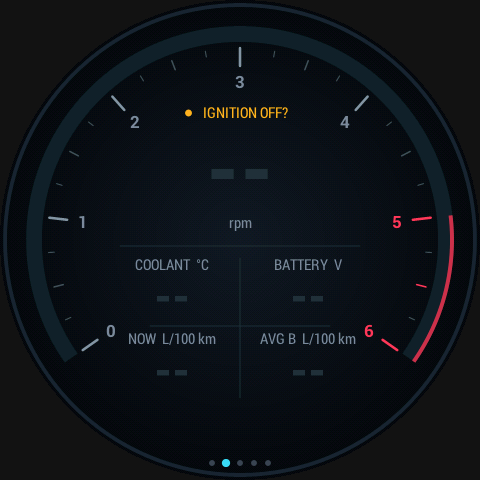 3
2
4
IGNITION OFF?
-- --
1
rpm
5
COOLANT °C
BATTERY V
-- --
-- --
0
NOW L/100 km
AVG B L/100 km
6
-- --
-- --